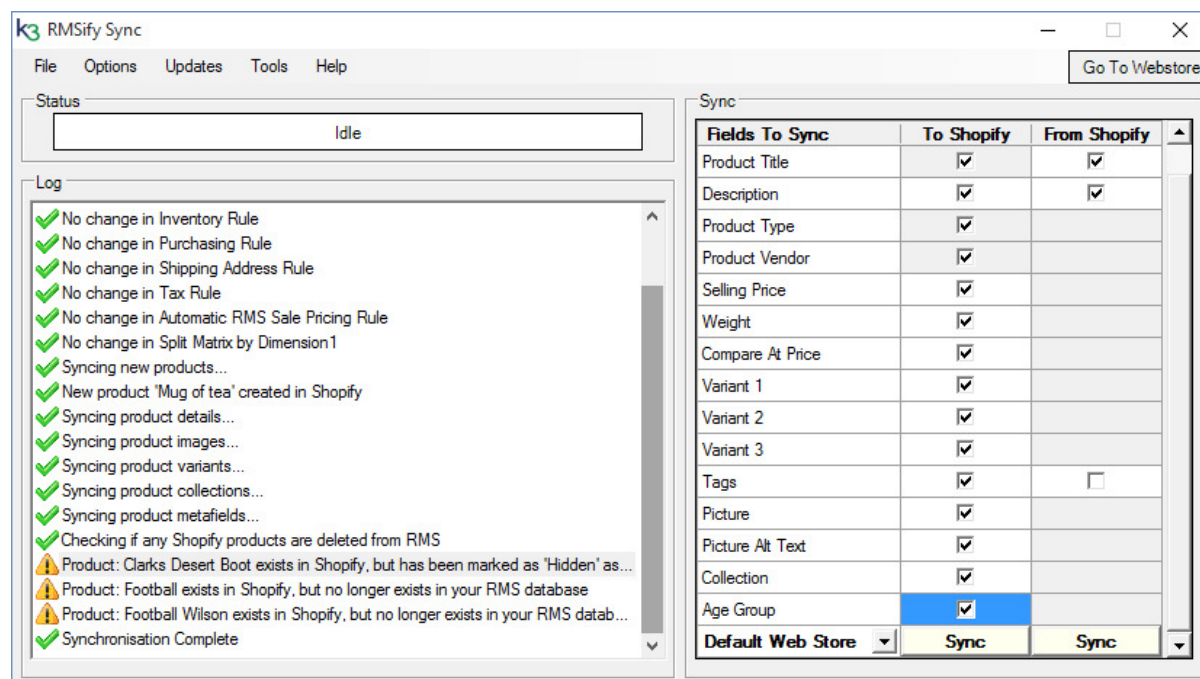 k3 RMSify Sync
File Options Updates Tools Help
Go To Webstore
Status
Idle
Log
No change in Inventory Rule
No change in Purchasing Rule
No change in Shipping Address Rule
No change in Tax Rule
No change in Automatic RMS Sale Pricing Rule
No change in Split Matrix by Dimension1
Syncing new products...
New product 'Mug of tea' created in Shopify
Syncing product details...
Syncing product images...
Syncing product variants...
Syncing product collections...
Syncing product metafields...
Checking if any Shopify products are deleted from RMS
Product: Clarks Desert Boot exists in Shopify, but has been marked as 'Hidden' as...
Product: Football exists in Shopify, but no longer exists in your RMS database
Product: Football Wilson exists in Shopify, but no longer exists in your RMS datab...
Synchronisation Complete
Sync
Fields To Sync To Shopify From Shopify
Product Title
Description
Product Type
Product Vendor
Selling Price
Weight
Compare At Price
Variant 1
Variant 2
Variant 3
Tags
Picture
Picture Alt Text
Collection
Age Group
Default Web Store Sync Sync